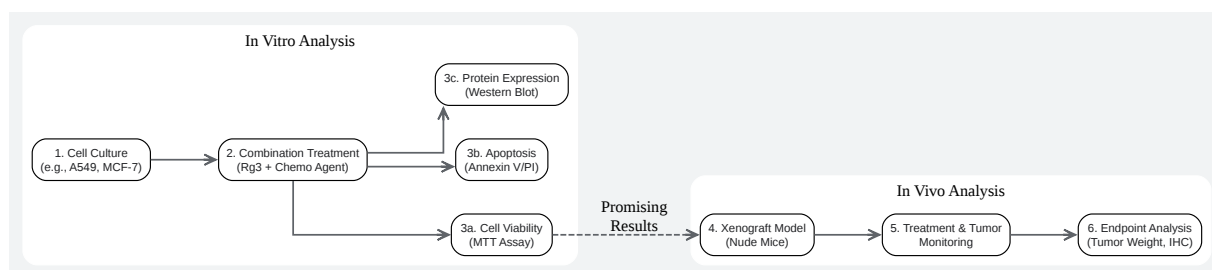 In Vitro Analysis
3c. Protein Expression
(Western Blot)
1. Cell Culture
(e.g., A549, MCF-7)
2. Combination Treatment
(Rg3 + Chemo Agent)
3b. Apoptosis
(Annexin V/PI)
3a. Cell Viability
(MTT Assay)
Promising
Results
In Vivo Analysis
4. Xenograft Model
(Nude Mice)
5. Treatment & Tumor
Monitoring
6. Endpoint Analysis
(Tumor Weight, IHC)